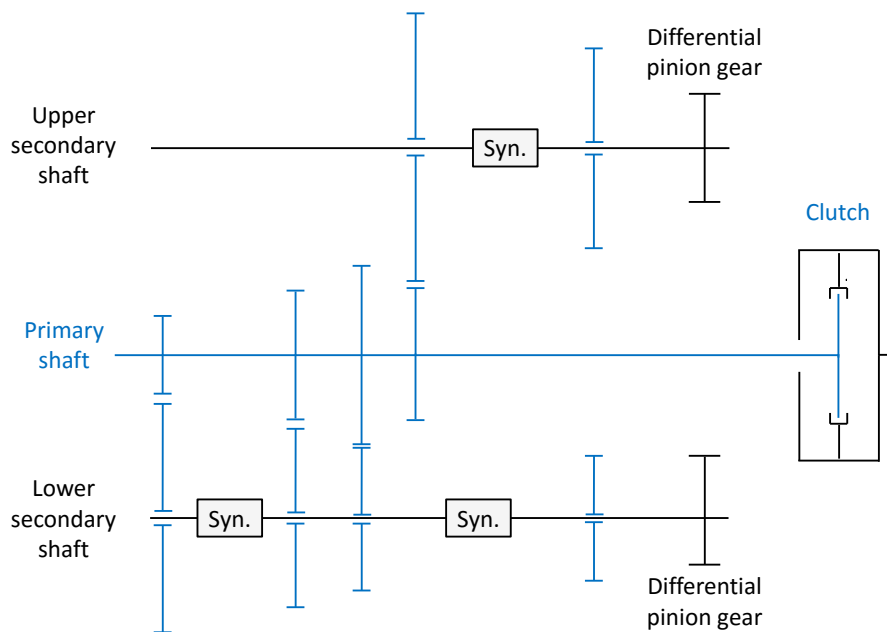 Differential
pinion gear
Upper
secondary
shaft
Syn.
Clutch
Primary
shaft
Lower
secondary
shaft
Syn.
Syn.
Differential
pinion gear